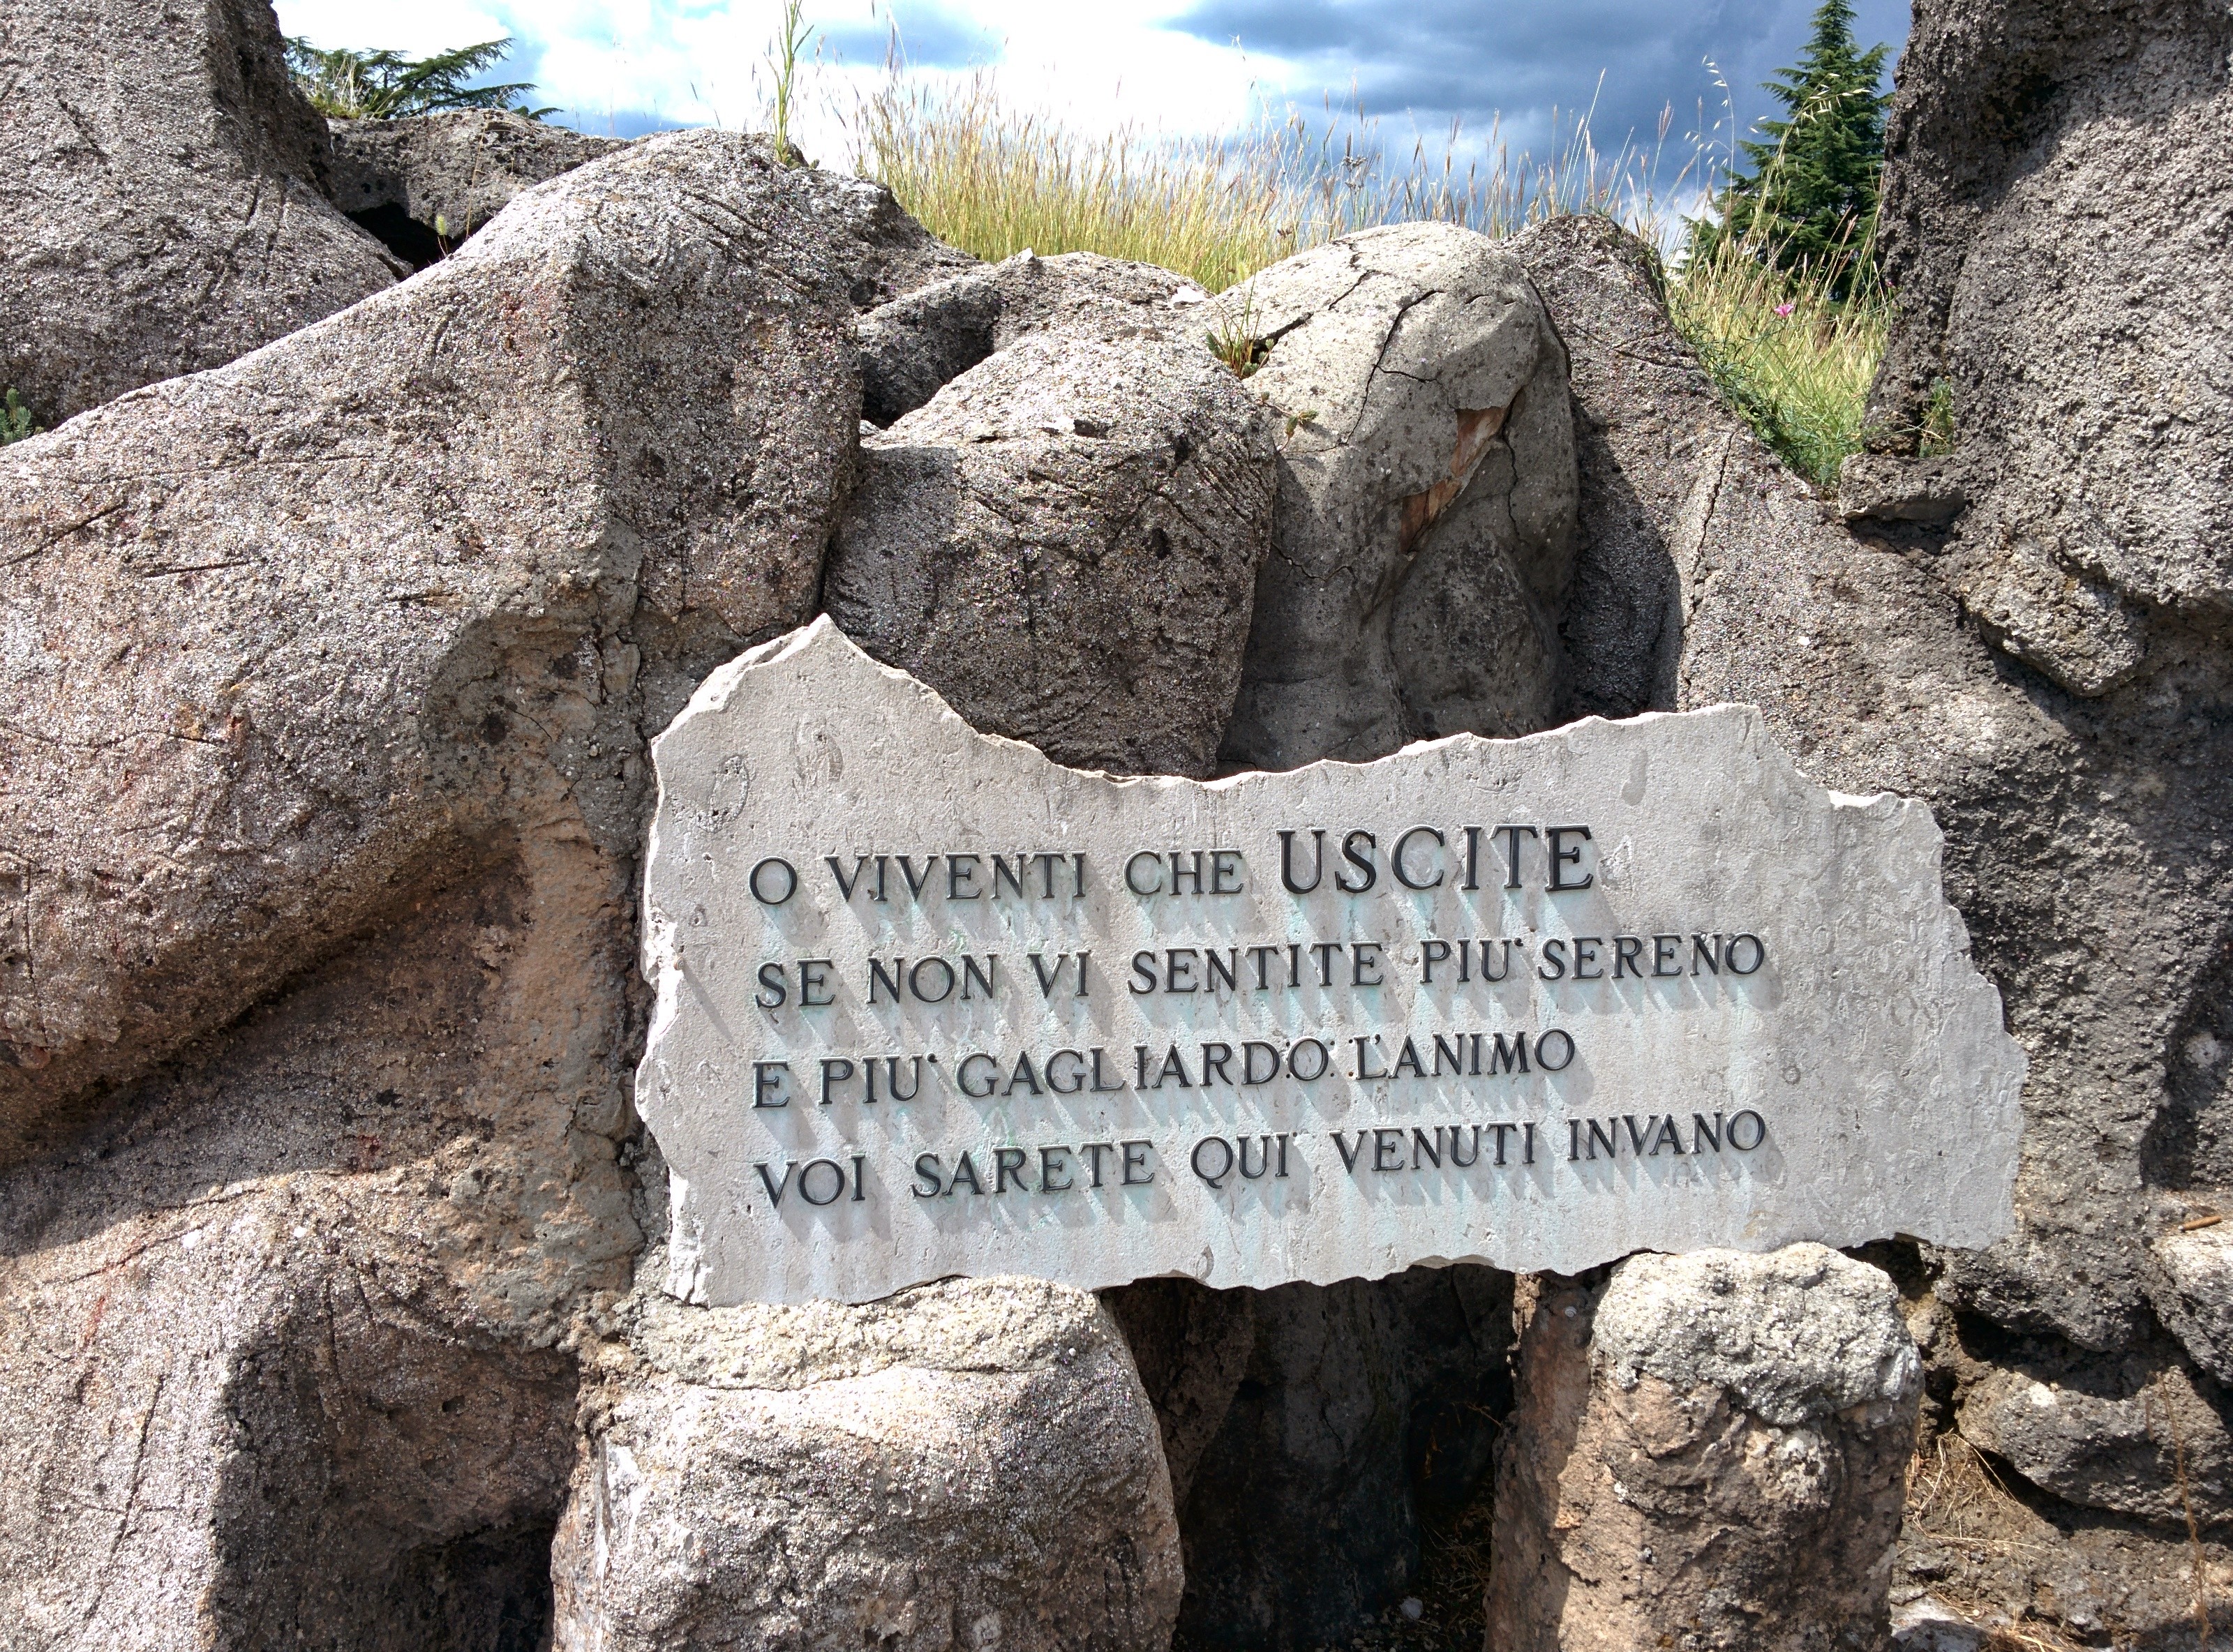 O VIVENTI CHE USCITE
SE NON VI SENTITE PIU' SERENO
E PIU' GAGLIARDO L'ANIMO
VOI SARETE QUI VENUTI INVANO